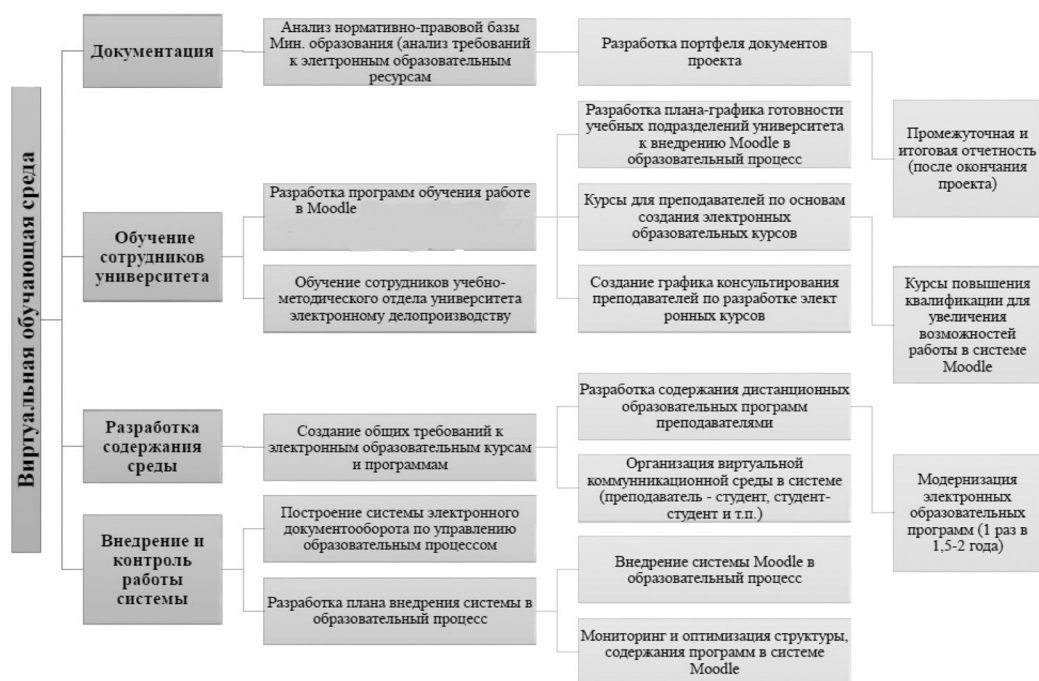 Виртуальная обучающая среда
Документация
Анализ нормативно-правовой базы
Мин. образования (анализ требований
к элегтронным образовательным
ресурсам
Разработка портфеля документов
проекта
Промежуточная и
итоговая отчетность
(после окончания
проекта)
Обучение
сотрудников
университета
Разработка программ обучения работе
в Moodle
Обучение сотрудников учебно-
методического отдела университета
электронному делопроизводству
Разработка плана-графика готовности
учебных подразделений университета
к внедрению Moodle в
образовательный процесс
Курсы для преподавателей по основам
создания электронных
образовательных курсов
Создание графика консультирования
преподавателей по разработке элект
ронных курсов
Курсы повышения
квалификации для
увеличения
возможностей
работы в системе
Moodle
Разработка
содержания
среды
Создание общих требований к
электронным образовательным курсам
и программам
Разработка содержания дистанционных
образовательных программ
преподавателями
Организация виртуальной
коммуникационной среды в системе
(преподаватель - студент, студент-
студент и т.п.)
Модернизация
электронных
образовательных
программ (1 раз в
1,5-2 года)
Внедрение и
контроль
работы
системы
Построение системы электронного
документооборота по управлению
образовательным процессом
Разработка плана внедрения системы в
образовательный процесс
Внедрение системы Moodle в
образовательный процесс
Мониторинг и оптимизация структуры,
содержания программ в системе
Moodle